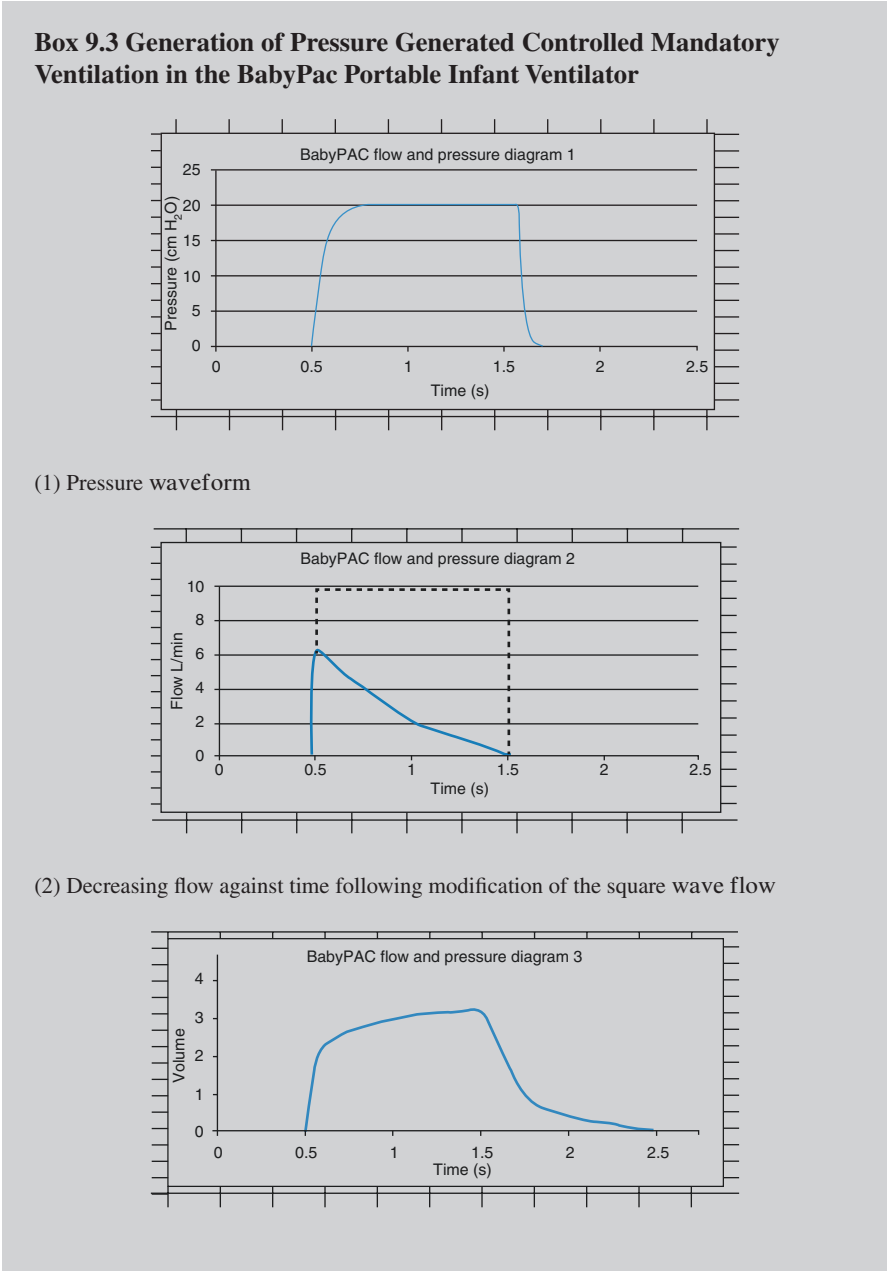 Box 9.3 Generation of Pressure Generated Controlled Mandatory
Ventilation in the BabyPac Portable Infant Ventilator
BabyPAC flow and pressure diagram 1
Pressure (cm H₂O)
25
20
15
10
5
0
0 0.5 1 1.5 2 2.5
Time (s)
(1) Pressure waveform
BabyPAC flow and pressure diagram 2
Flow L/min
10
8
6
4
2
0
0 0.5 1 1.5 2 2.5
Time (s)
(2) Decreasing flow against time following modification of the square wave flow
BabyPAC flow and pressure diagram 3
Volume
4
3
2
1
0
0 0.5 1 1.5 2 2.5
Time (s)